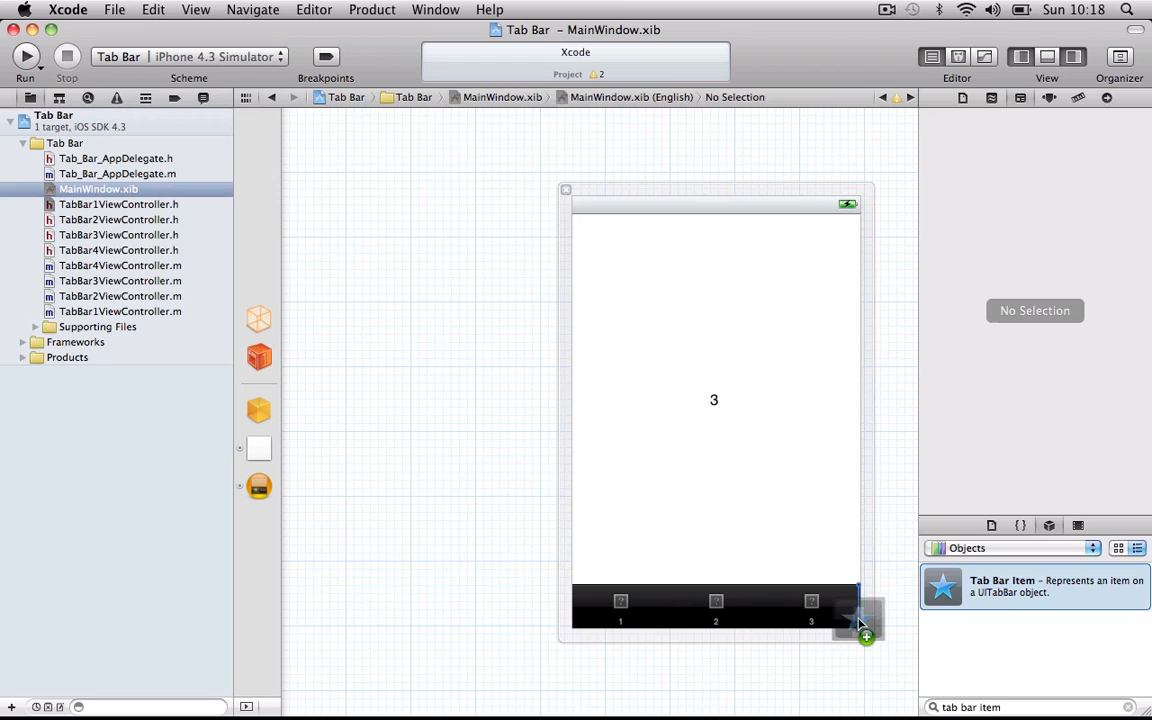 Xcode File Edit View Navigate Editor Product Window Help Sun 10:18
Tab Bar – MainWindow.xib
Tab Bar iPhone 4.3 Simulator
Xcode
Project 2
Run Stop Scheme Breakpoints Editor View Organizer
Tab Bar Tab Bar MainWindow.xib MainWindow.xib (English) No Selection
Tab Bar
1 target, iOS SDK 4.3
Tab Bar
Tab_Bar_AppDelegate.h
Tab_Bar_AppDelegate.m
MainWindow.xib
TabBar1ViewController.h
TabBar2ViewController.h
TabBar3ViewController.h
TabBar4ViewController.h
TabBar4ViewController.m
TabBar3ViewController.m
TabBar2ViewController.m
TabBar1ViewController.m
Supporting Files
Frameworks
Products
3
1 2 3
No Selection
Objects
Tab Bar Item – Represents an item on
a UITabBar object.
tab bar item